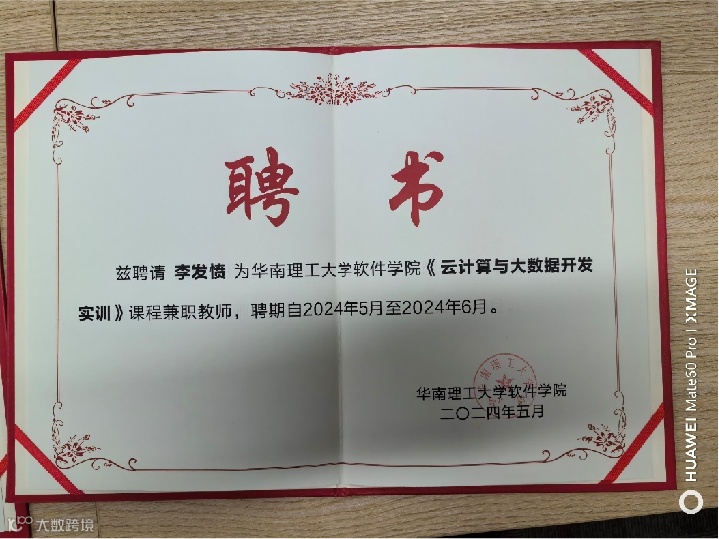 聘 书
兹聘请 李发愤 为华南理工大学软件学院《云计算与大数据开发
实训》课程兼职教师，聘期自2024年5月至2024年6月。
华南理工大学软件学院
二〇二四年五月
HUAWEI Mate60 Pro | XMAGE
大数跨境